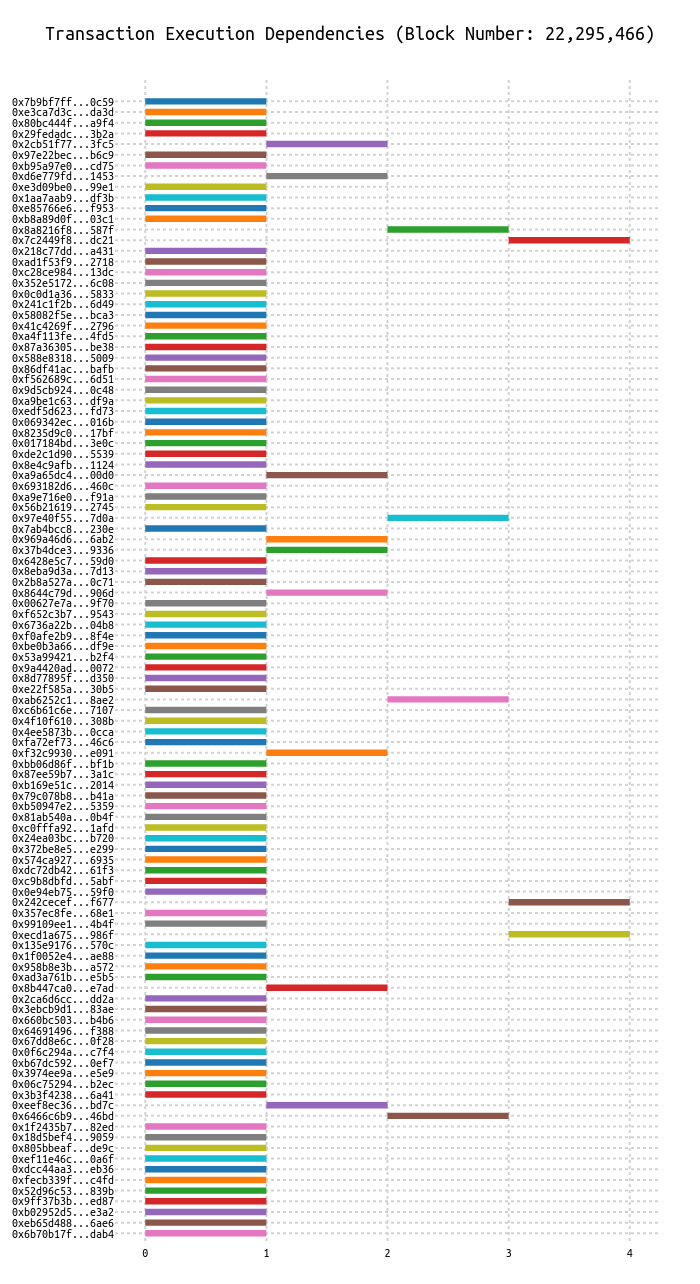 Transaction Execution Dependencies (Block Number: 22,295,466)
0x7b9bf7ff...0c59
0xe3ca7d3c...da3d
0x80bc444f...a9f4
0x29fedadc...3b2a
0x2cb51f77...3fc5
0x97e22bec...b6c9
0xb95a97e0...cd75
0xd6e779fd...1453
0xe3d09be0...99e1
0x1aa7aab9...df3b
0xe85766e6...f953
0xb8a89d0f...03c1
0x8a8216f8...587f
0x7c2449f8...dc21
0x218c77dd...a431
0xad1f53f9...2718
0xc28ce984...13dc
0x352e5172...6c08
0x0c0d1a36...5833
0x241c1f2b...6d49
0x58082f5e...bca3
0x41c4269f...2796
0xa4f113fe...4fd5
0x87a36305...be38
0x588e8318...5009
0x86df41ac...bafb
0xf562689c...6d51
0x9d5cb924...0c48
0xa9be1c63...df9a
0xedf5d623...fd73
0x069342ec...016b
0x8235d9c0...17bf
0x017184bd...3e0c
0xde2c1d90...5539
0x8e4c9afb...1124
0xa9a65dc4...00d0
0x693182d6...460c
0xa9e716e0...f91a
0x56b21619...2745
0x97e40f55...7d0a
0x7ab4bcc8...230e
0x969a46d6...6ab2
0x37b4dce3...9336
0x6428e5c7...59d0
0x8eba9d3a...7d13
0x2b8a527a...0c71
0x8644c79d...906d
0x00627e7a...9f70
0xf652c3b7...9543
0x6736a22b...04b8
0xf0afe2b9...8f4e
0xbe0b3a66...df9e
0x53a99421...b2f4
0x9a4420ad...0072
0x8d77895f...d350
0xe22f585a...30b5
0xab6252c1...8ae2
0xc6b61c6e...7107
0x4f10f610...308b
0x4ee5873b...0cca
0xfa72ef73...46c6
0xf32c9930...e091
0xbb06d86f...bf1b
0x87ee59b7...3a1c
0xb169e51c...2014
0x79c078b8...b41a
0xb50947e2...5359
0x81ab540a...0b4f
0xc0fffa92...1afd
0x24ea03bc...b720
0x372be8e5...e299
0x574ca927...6935
0xdc72db42...61f3
0xc9b8dbfd...5abf
0x0e94eb75...59f0
0x242cecef...f677
0x357ec8fe...68e1
0x99109ee1...4b4f
0xecd1a675...986f
0x135e9176...570c
0x1f0052e4...ae88
0x958b8e3b...a572
0xad3a761b...e5b5
0x8b447ca0...e7ad
0x2ca6d6cc...dd2a
0x3ebcb9d1...83ae
0x660bc503...b4b6
0x64691496...f388
0x67dd8e6c...0f28
0x0f6c294a...c7f4
0xb67dc592...0ef7
0x3974ee9a...e5e9
0x06c75294...b2ec
0x3b3f4238...6a41
0xeef8ec36...bd7c
0x6466c6b9...46bd
0x1f2435b7...82ed
0x18d5bef4...9059
0x805bbeaf...de9c
0xef11e46c...0a6f
0xdcc44aa3...eb36
0xfecb339f...c4fd
0x52d96c53...839b
0x9ff37b3b...ed87
0xb02952d5...e3a2
0xeb65d488...6ae6
0x6b70b17f...dab4
0 1 2 3 4